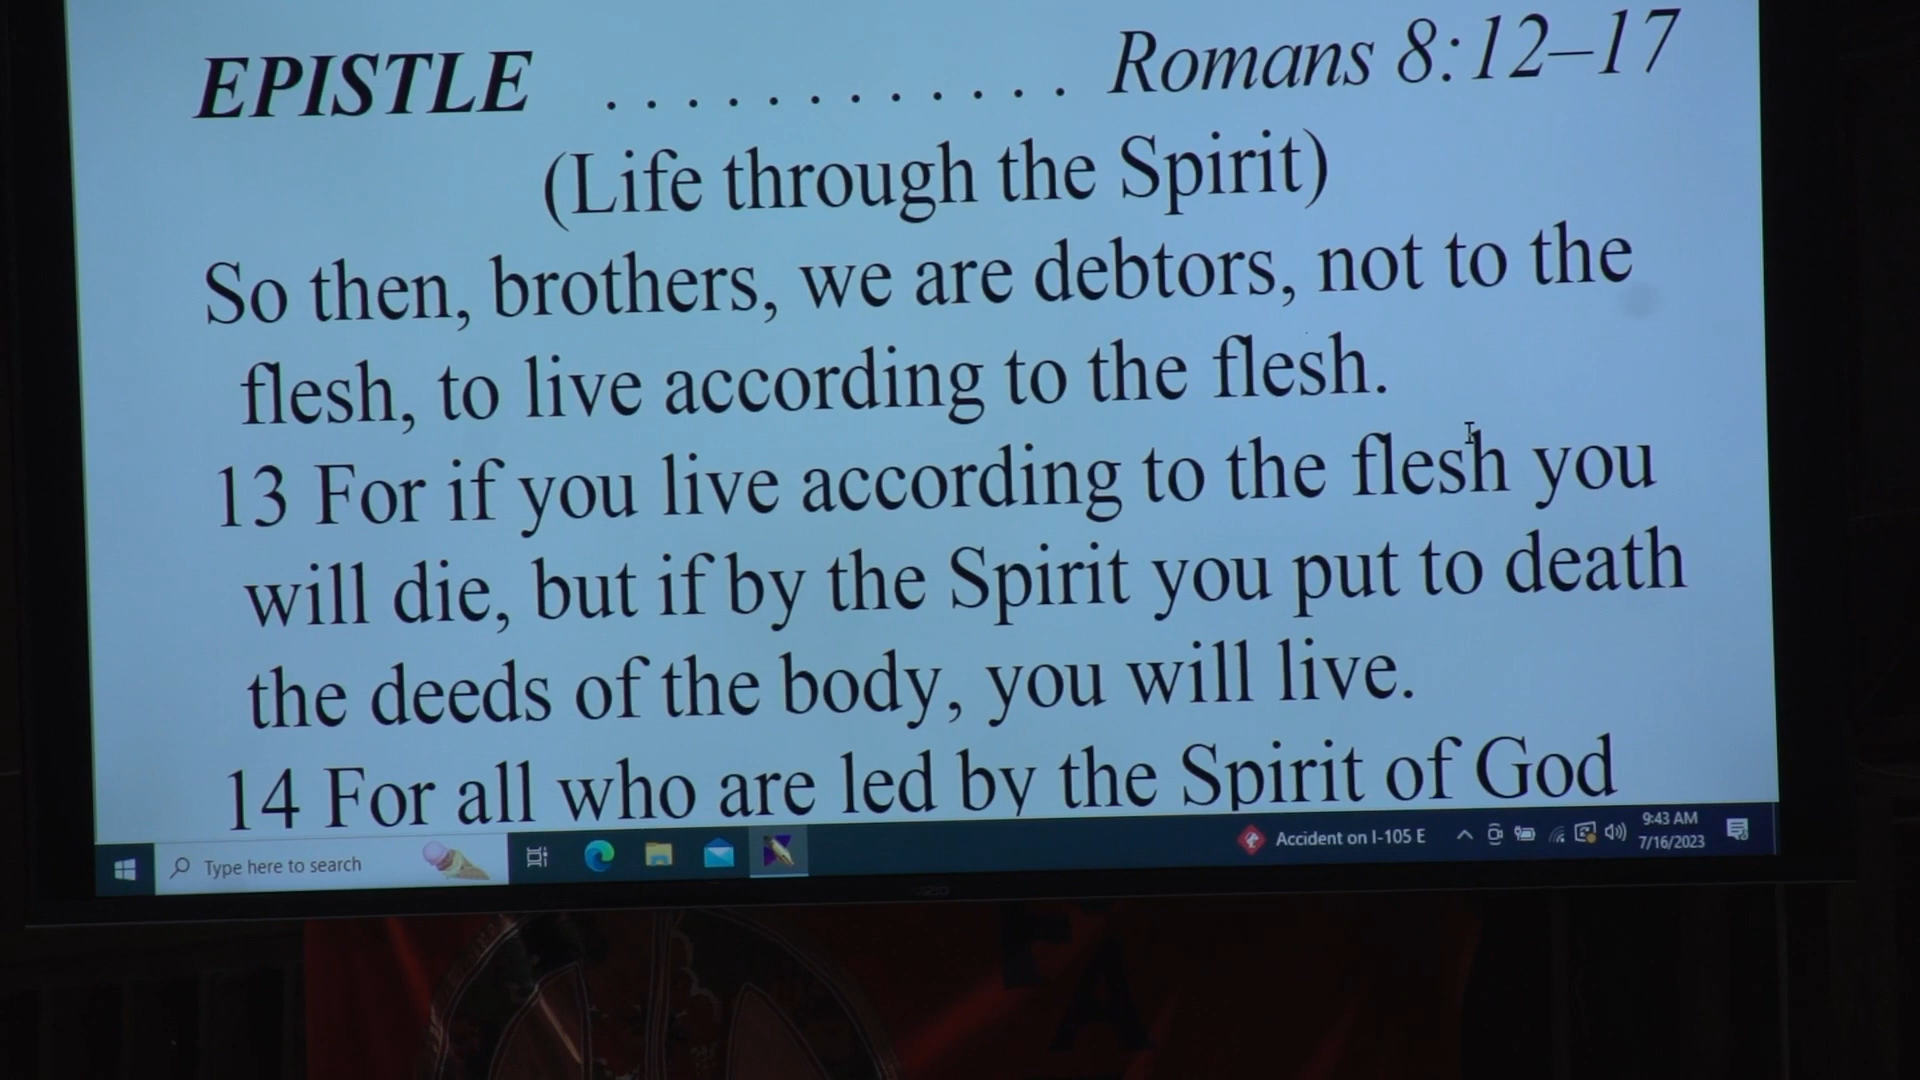 EPISTLE ............ Romans 8:12–17
(Life through the Spirit)
So then, brothers, we are debtors, not to the
flesh, to live according to the flesh.
13 For if you live according to the flesh you
will die, but if by the Spirit you put to death
the deeds of the body, you will live.
14 For all who are led by the Spirit of God
Type here to search
Accident on I-105 E
9:43 AM
7/16/2023
VIZIO